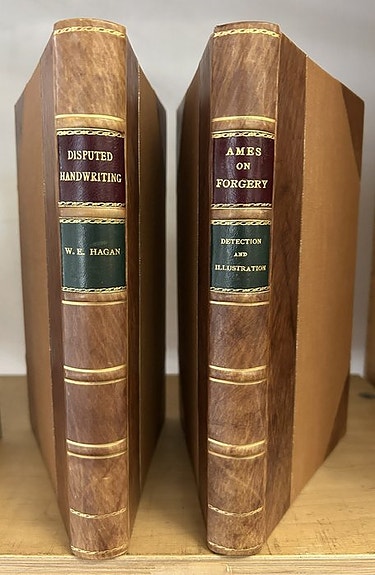 DISPUTED
HANDWRITING
W. E. HAGAN
AMES
ON
FORGERY
DETECTION
AND
ILLUSTRATION